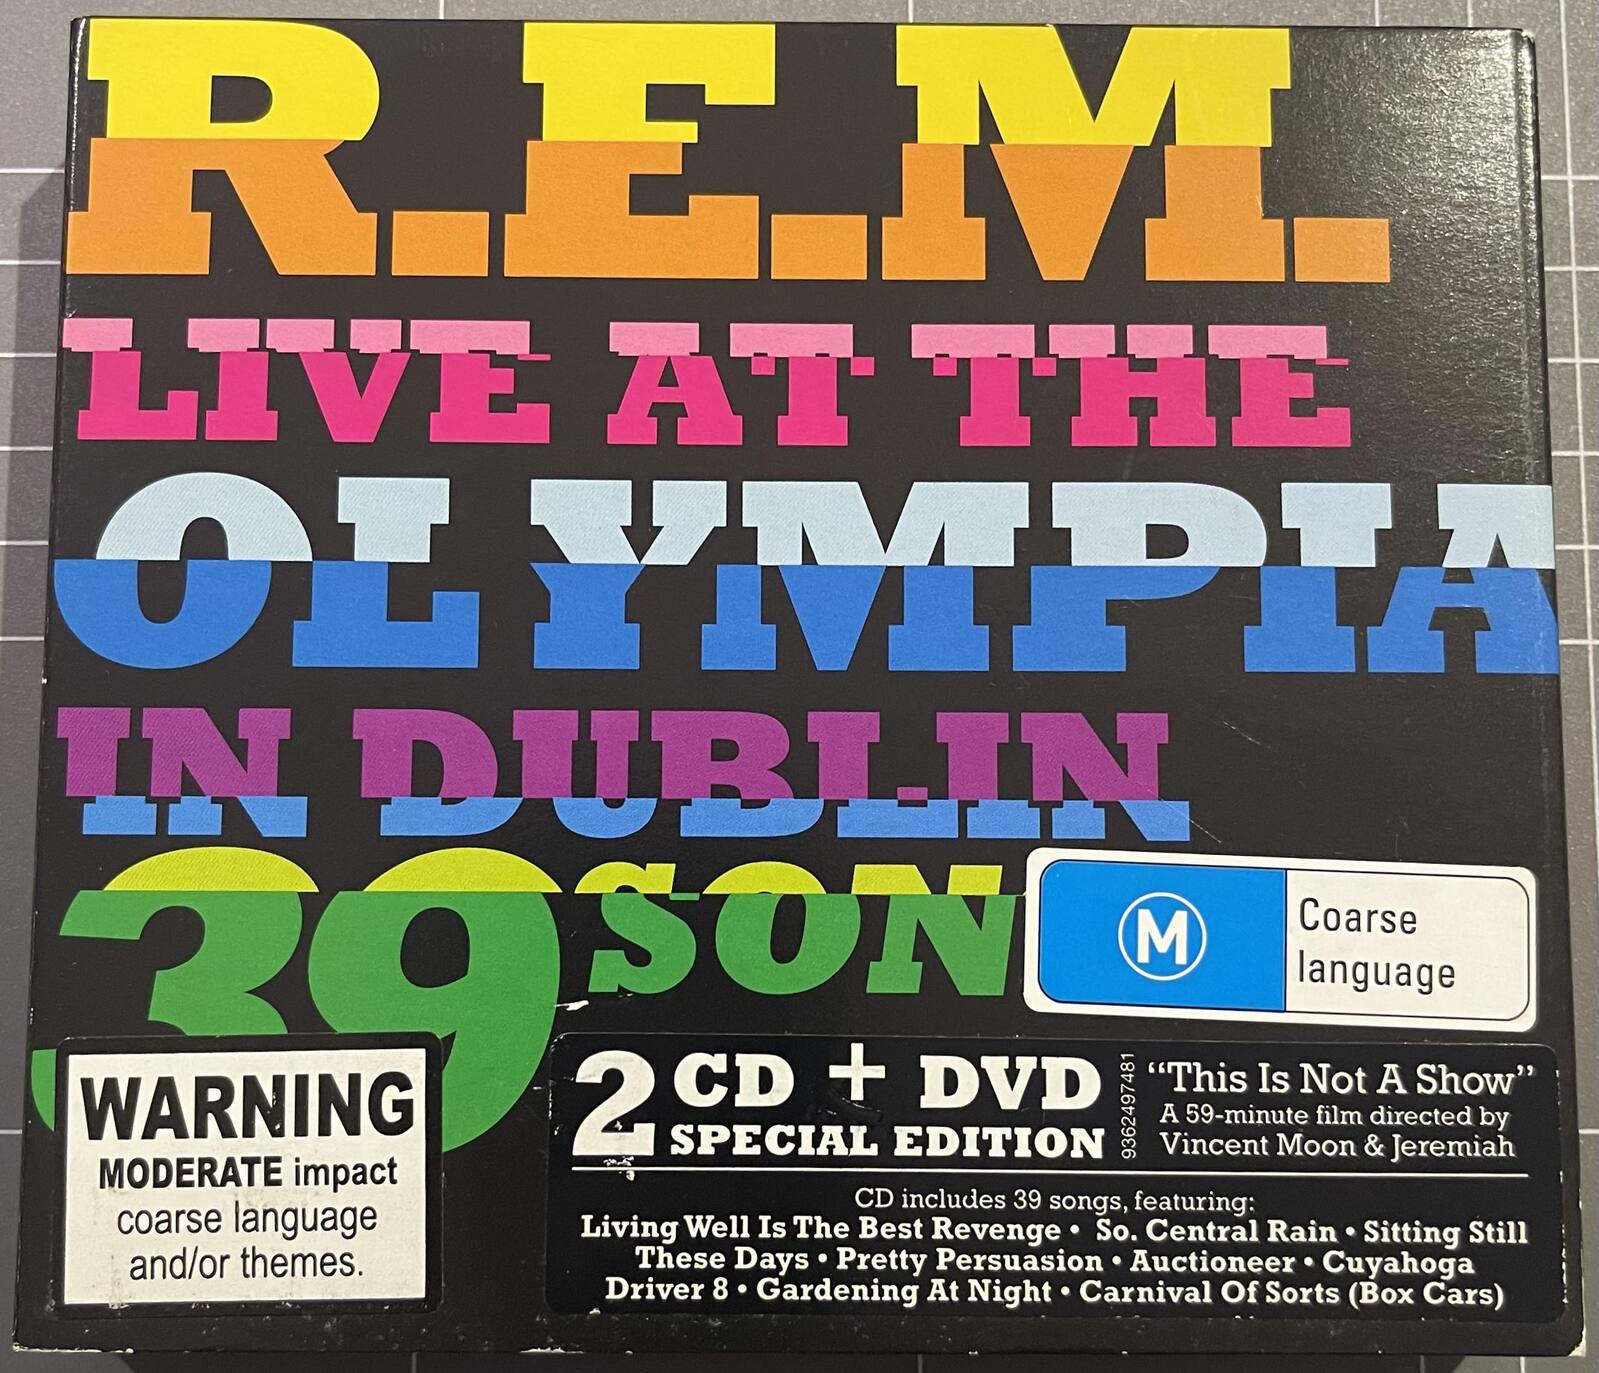 R.E.M.
LIVE AT THE
OLYMPIA
IN DUBLIN
39 SON
M
Coarse
language
WARNING
MODERATE impact
coarse language
and/or themes.
2 CD + DVD
SPECIAL EDITION
9362497481
“This Is Not A Show”
A 59-minute film directed by
Vincent Moon & Jeremiah
CD includes 39 songs, featuring:
Living Well Is The Best Revenge • So. Central Rain • Sitting Still
These Days • Pretty Persuasion • Auctioneer • Cuyahoga
Driver 8 • Gardening At Night • Carnival Of Sorts (Box Cars)